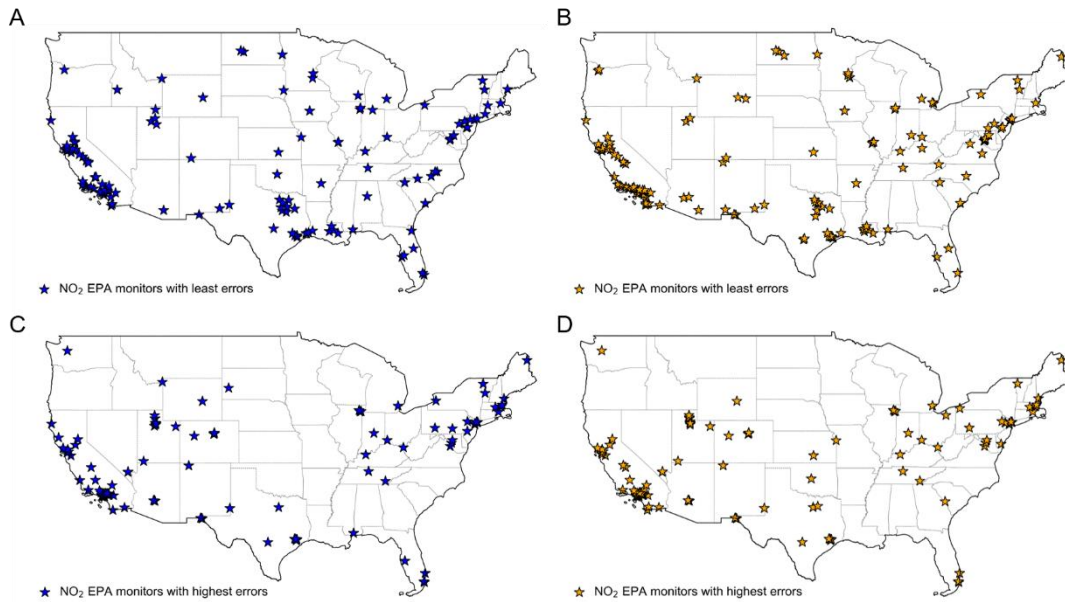 A
B
★ NO₂ EPA monitors with least errors
★ NO₂ EPA monitors with least errors
C
D
★ NO₂ EPA monitors with highest errors
★ NO₂ EPA monitors with highest errors